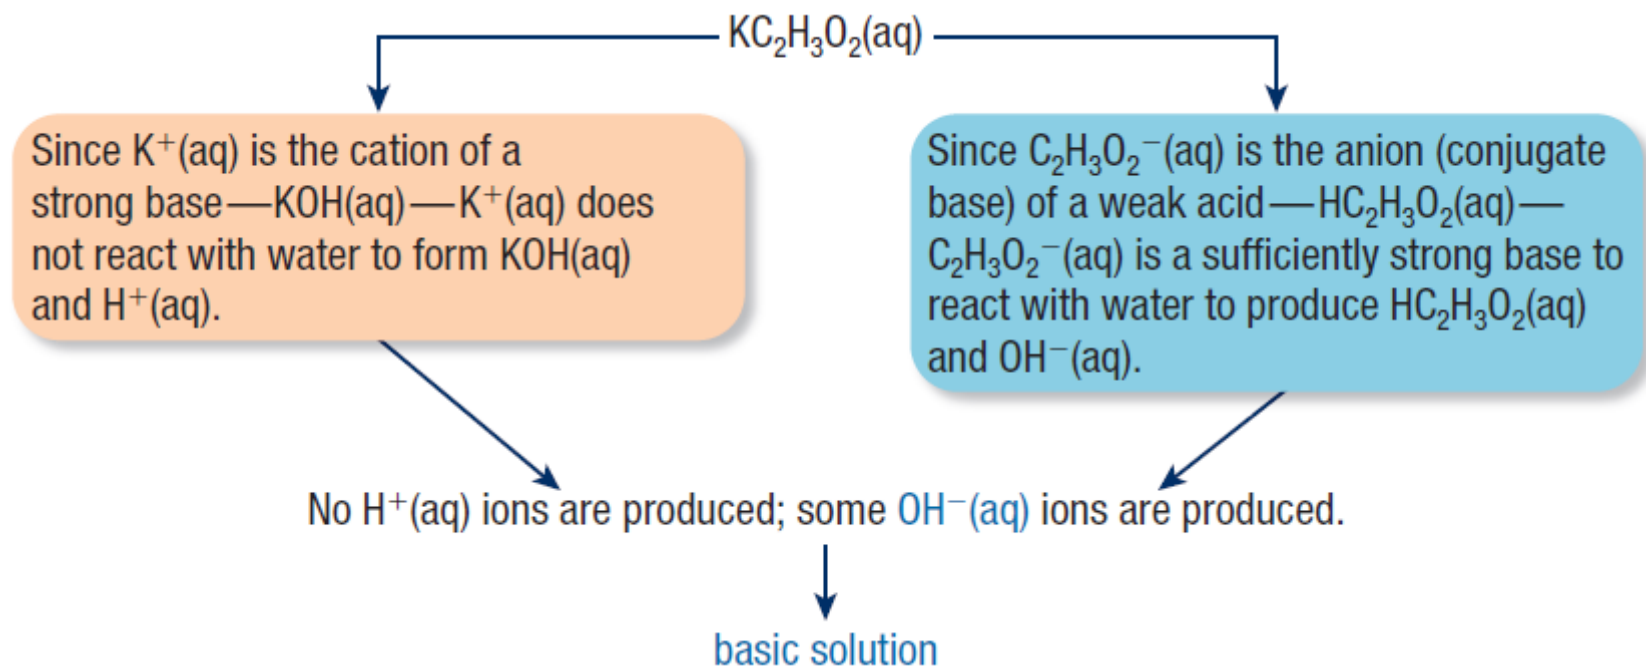 KC₂H₃O₂(aq)
Since K⁺(aq) is the cation of a
strong base—KOH(aq)—K⁺(aq) does
not react with water to form KOH(aq)
and H⁺(aq).
Since C₂H₃O₂⁻(aq) is the anion (conjugate
base) of a weak acid—HC₂H₃O₂(aq)—
C₂H₃O₂⁻(aq) is a sufficiently strong base to
react with water to produce HC₂H₃O₂(aq)
and OH⁻(aq).
No H⁺(aq) ions are produced; some OH⁻(aq) ions are produced.
basic solution